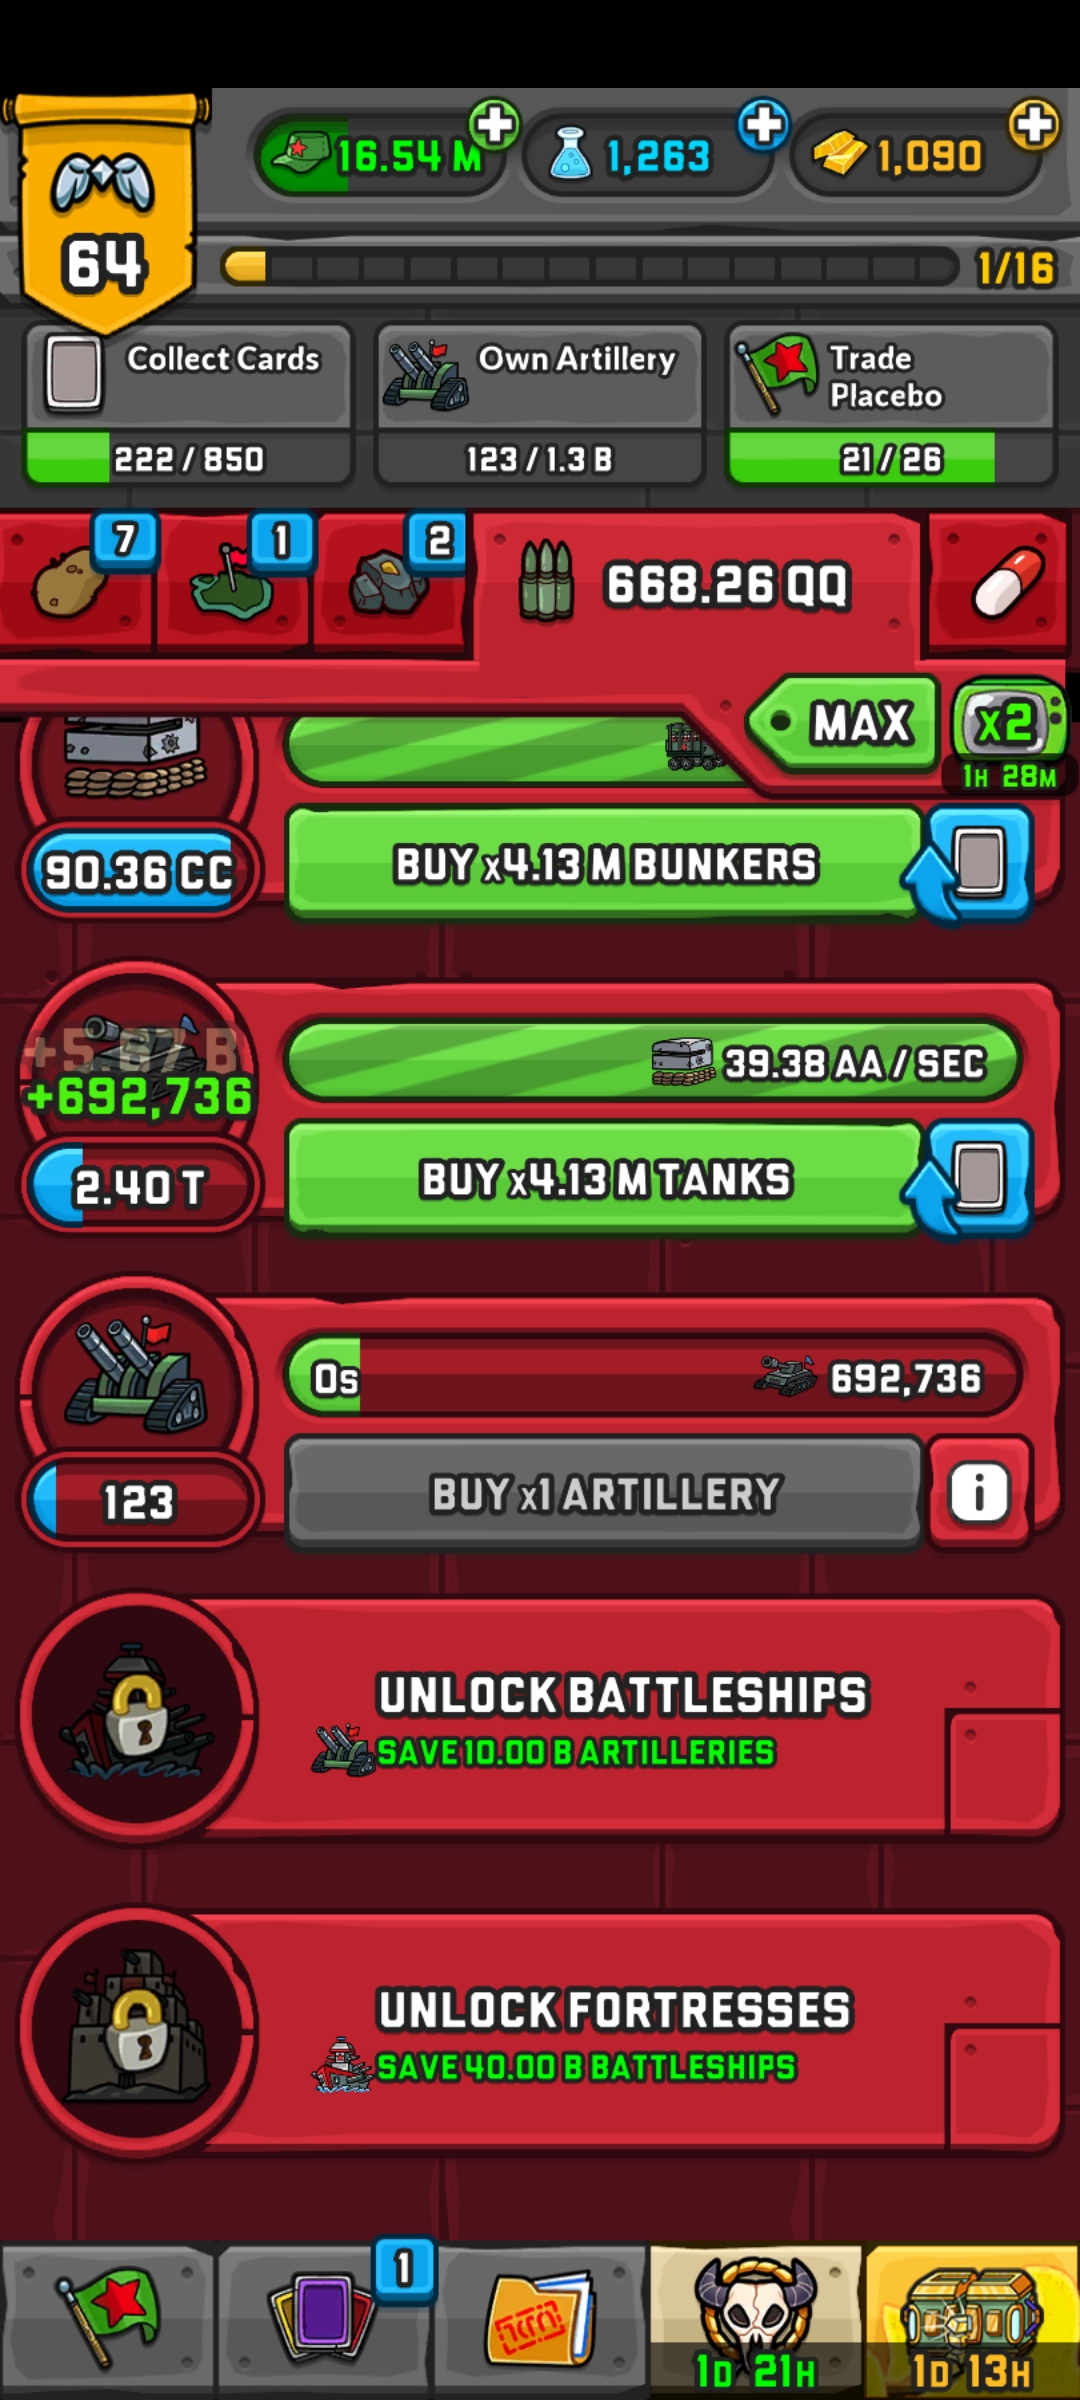 64
16.54 M
1,263
1,090
1/16
Collect Cards
222 / 850
Own Artillery
123 / 1.3 B
Trade
Placebo
21 / 26
7
1
2
668.26 QQ
MAX
x2
1H 28M
90.36 CC
BUY x4.13 M BUNKERS
+5.87 B
+692,736
39.38 AA / SEC
2.40 T
BUY x4.13 M TANKS
0s
692,736
123
BUY x1 ARTILLERY
i
UNLOCK BATTLESHIPS
SAVE 10.00 B ARTILLERIES
UNLOCK FORTRESSES
SAVE 40.00 B BATTLESHIPS
1
1D 21H
1D 13H